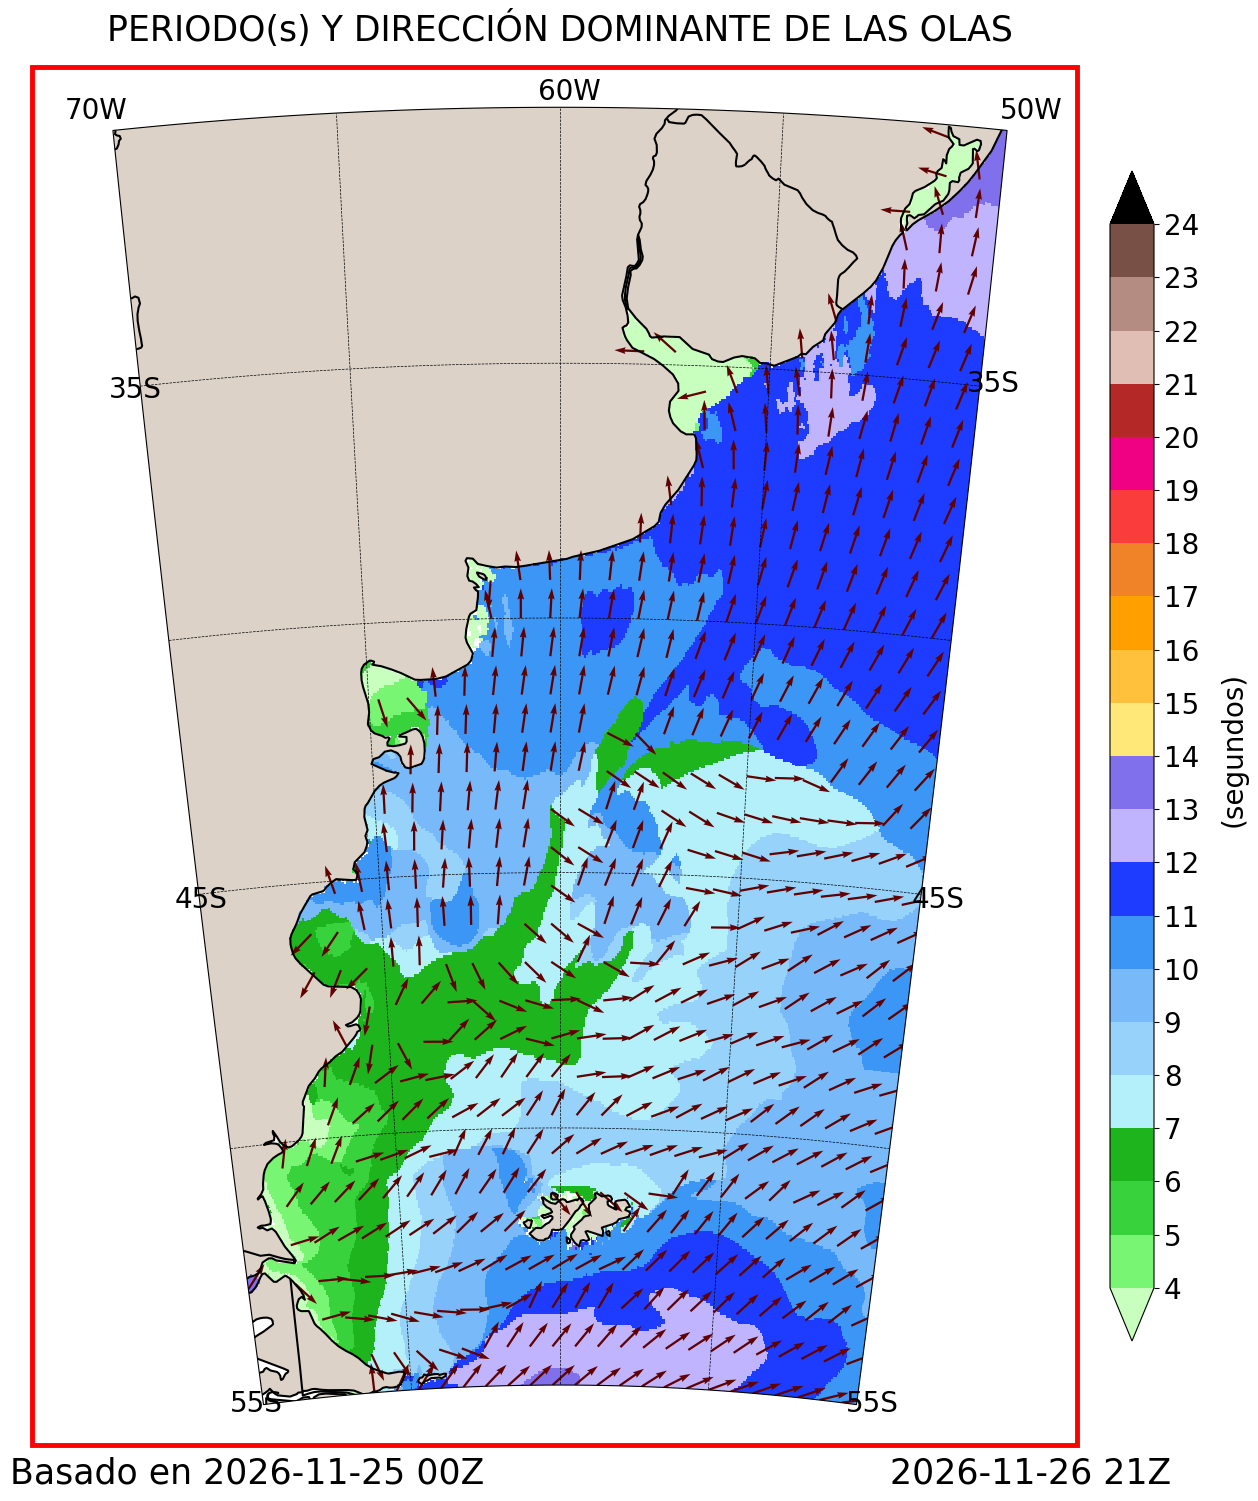 PERIODO(s) Y DIRECCIÓN DOMINANTE DE LAS OLAS
70W
60W
50W
35S
35S
45S
45S
55S
55S
24
23
22
21
20
19
18
17
16
15
14
13
12
11
10
9
8
7
6
5
4
(segundos)
Basado en 2026-11-25 00Z
2026-11-26 21Z